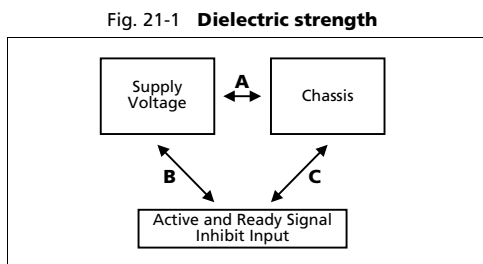 Fig. 21-1 Dielectric strength
Supply
Voltage
A
Chassis
B
C
Active and Ready Signal
Inhibit Input